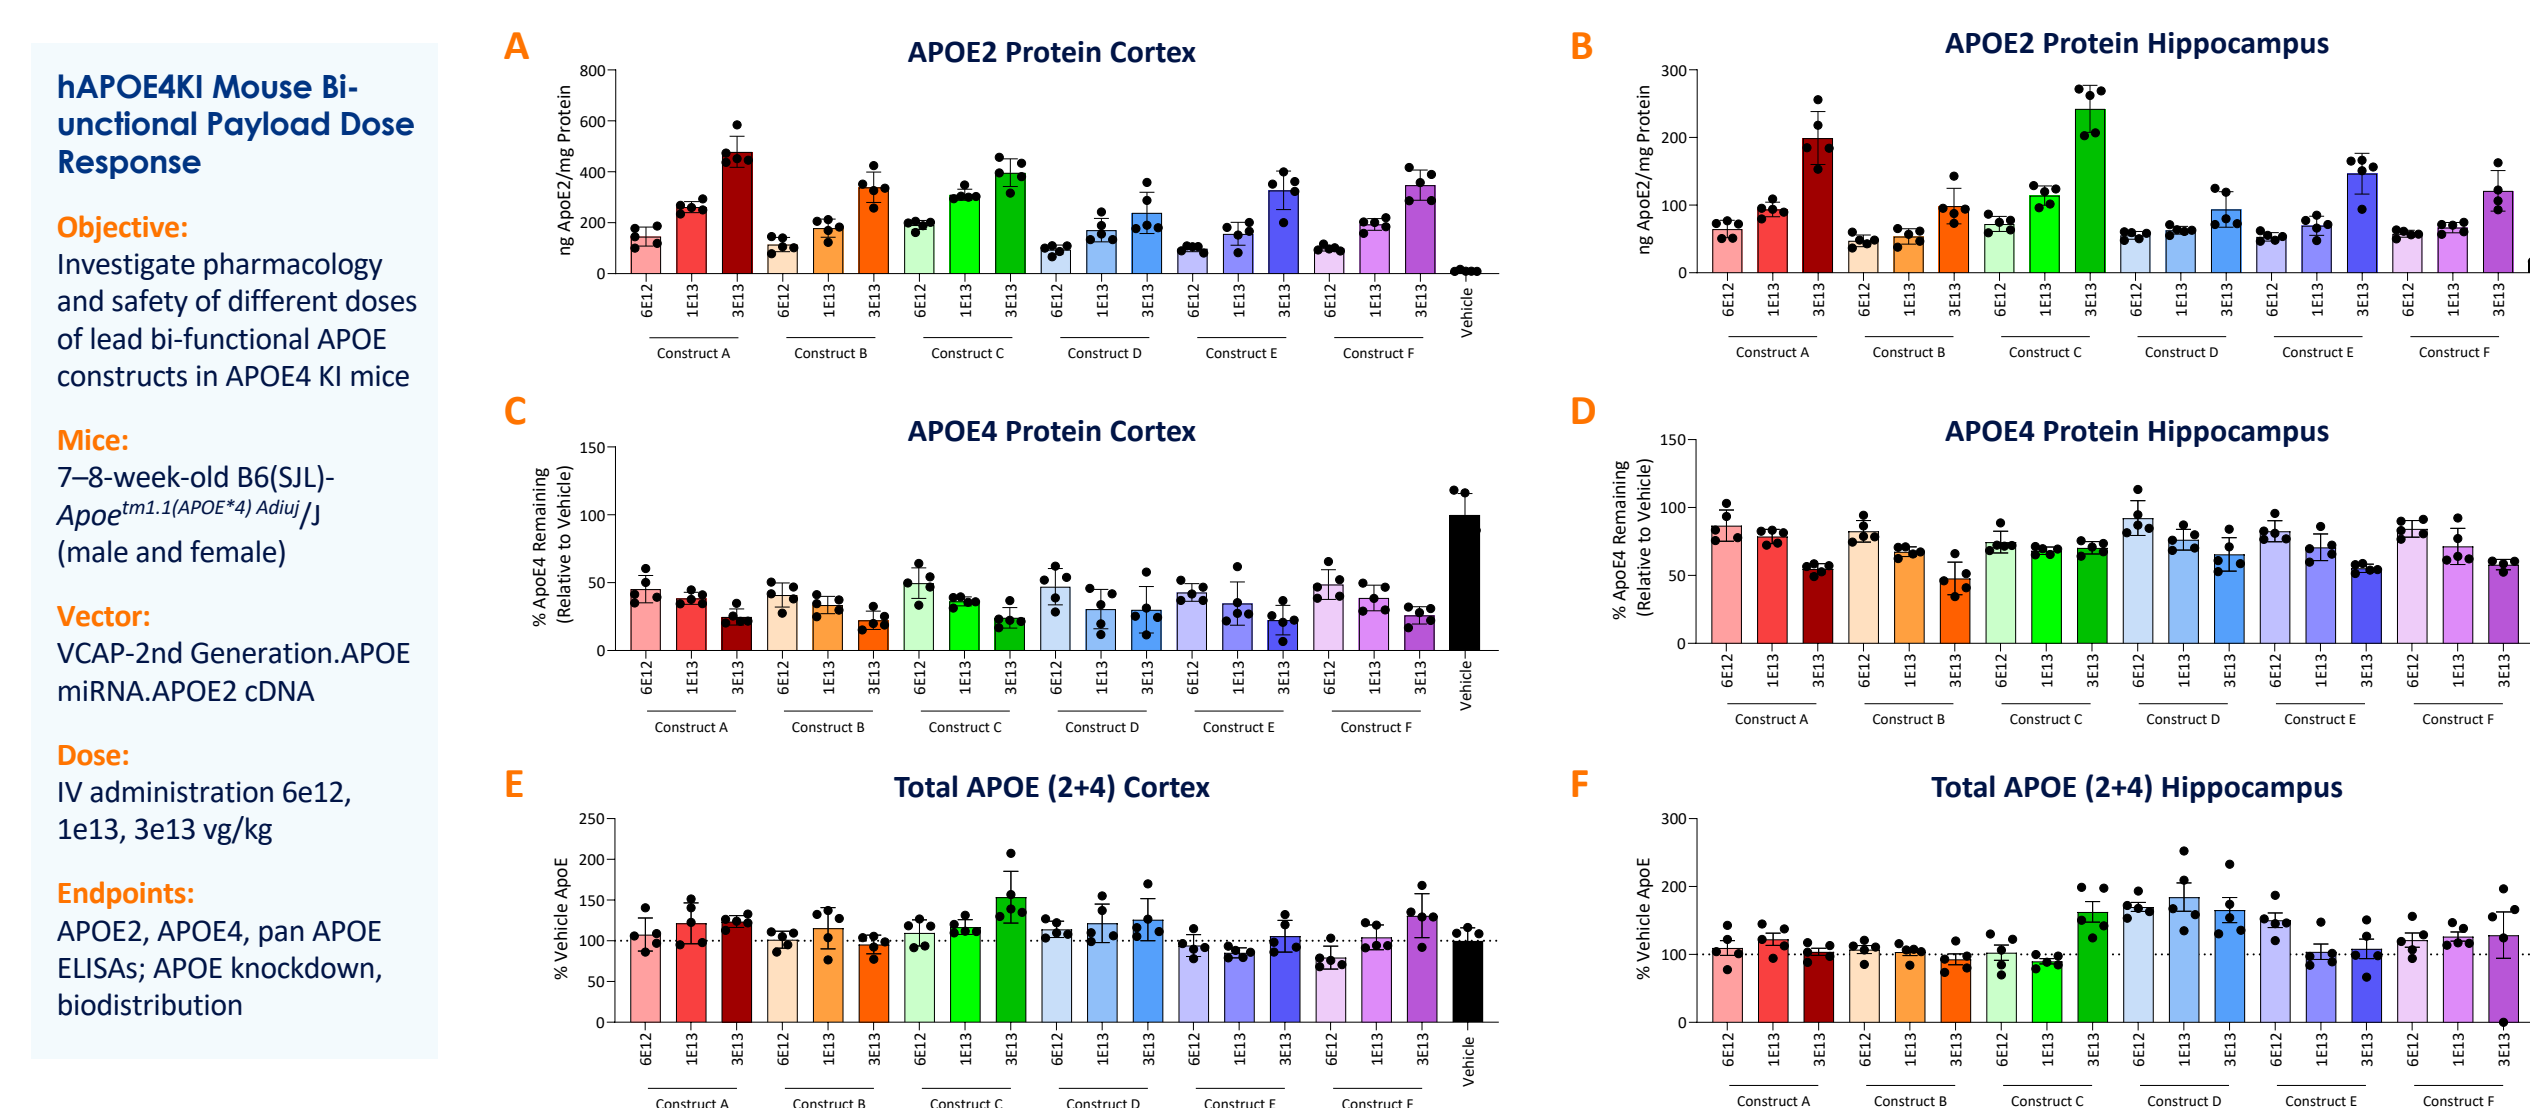 hAPOE4KI Mouse Bi-
unctional Payload Dose
Response
Objective:
Investigate pharmacology
and safety of different doses
of lead bi-functional APOE
constructs in APOE4 KI mice
Mice:
7–8-week-old B6(SJL)-
Apoetm1.1(APOE*4) Adiuj/J
(male and female)
Vector:
VCAP-2nd Generation.APOE
miRNA.APOE2 cDNA
Dose:
IV administration 6e12,
1e13, 3e13 vg/kg
Endpoints:
APOE2, APOE4, pan APOE
ELISAs; APOE knockdown,
biodistribution
A
APOE2 Protein Cortex
ng ApoE2/mg Protein
800
600
400
200
0
6E12 1E13 3E13 6E12 1E13 3E13 6E12 1E13 3E13 6E12 1E13 3E13 6E12 1E13 3E13 6E12 1E13 3E13 Vehicle
Construct A Construct B Construct C Construct D Construct E Construct F
B
APOE2 Protein Hippocampus
ng ApoE2/mg Protein
300
200
100
0
6E12 1E13 3E13 6E12 1E13 3E13 6E12 1E13 3E13 6E12 1E13 3E13 6E12 1E13 3E13 6E12 1E13 3E13
Construct A Construct B Construct C Construct D Construct E Construct F
C
APOE4 Protein Cortex
% ApoE4 Remaining
(Relative to Vehicle)
150
100
50
0
6E12 1E13 3E13 6E12 1E13 3E13 6E12 1E13 3E13 6E12 1E13 3E13 6E12 1E13 3E13 6E12 1E13 3E13 Vehicle
Construct A Construct B Construct C Construct D Construct E Construct F
D
APOE4 Protein Hippocampus
% ApoE4 Remaining
(Relative to Vehicle)
150
100
50
0
6E12 1E13 3E13 6E12 1E13 3E13 6E12 1E13 3E13 6E12 1E13 3E13 6E12 1E13 3E13 6E12 1E13 3E13
Construct A Construct B Construct C Construct D Construct E Construct F
E
Total APOE (2+4) Cortex
% Vehicle ApoE
250
200
150
100
50
0
6E12 1E13 3E13 6E12 1E13 3E13 6E12 1E13 3E13 6E12 1E13 3E13 6E12 1E13 3E13 6E12 1E13 3E13 Vehicle
Construct A Construct B Construct C Construct D Construct E Construct F
F
Total APOE (2+4) Hippocampus
% Vehicle ApoE
300
200
100
0
6E12 1E13 3E13 6E12 1E13 3E13 6E12 1E13 3E13 6E12 1E13 3E13 6E12 1E13 3E13 6E12 1E13 3E13
Construct A Construct B Construct C Construct D Construct E Construct F